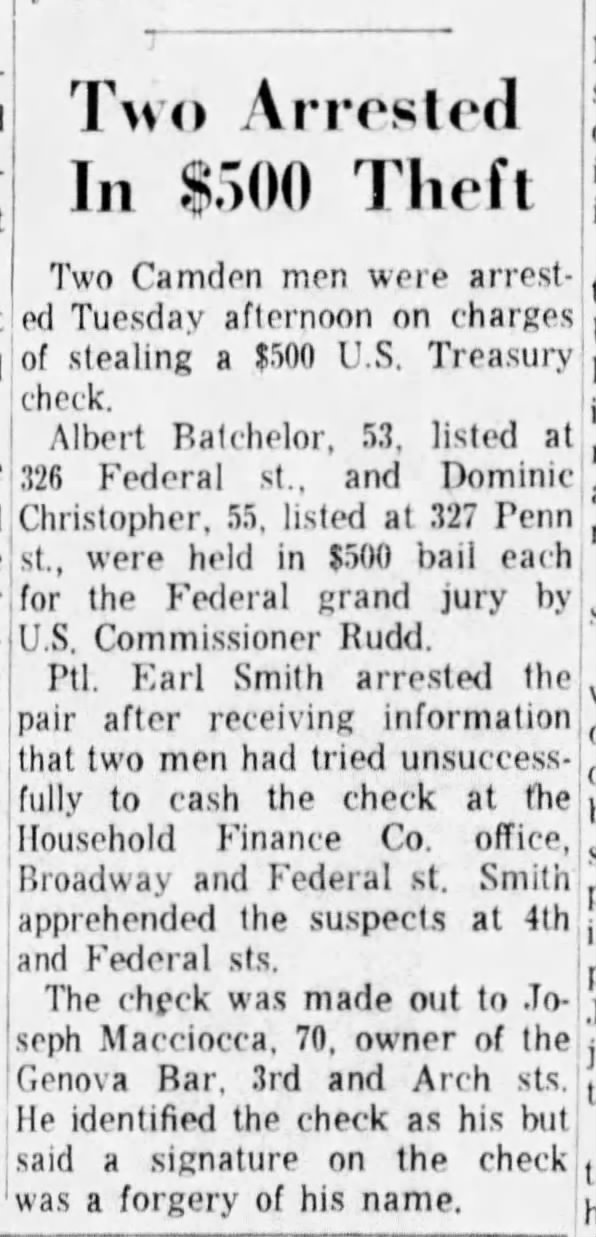 Two Arrested
In $500 Theft
Two Camden men were arrest-
ed Tuesday afternoon on charges
of stealing a $500 U.S. Treasury
check.
Albert Batchelor, 53, listed at
326 Federal st., and Dominic
Christopher, 55, listed at 327 Penn
st., were held in $500 bail each
for the Federal grand jury by
U.S. Commissioner Rudd.
Ptl. Earl Smith arrested the
pair after receiving information
that two men had tried unsuccess-
fully to cash the check at the
Household Finance Co. office,
Broadway and Federal st. Smith
apprehended the suspects at 4th
and Federal sts.
The check was made out to Jo-
seph Macciocca, 70, owner of the
Genova Bar, 3rd and Arch sts.
He identified the check as his but
said a signature on the check
was a forgery of his name.